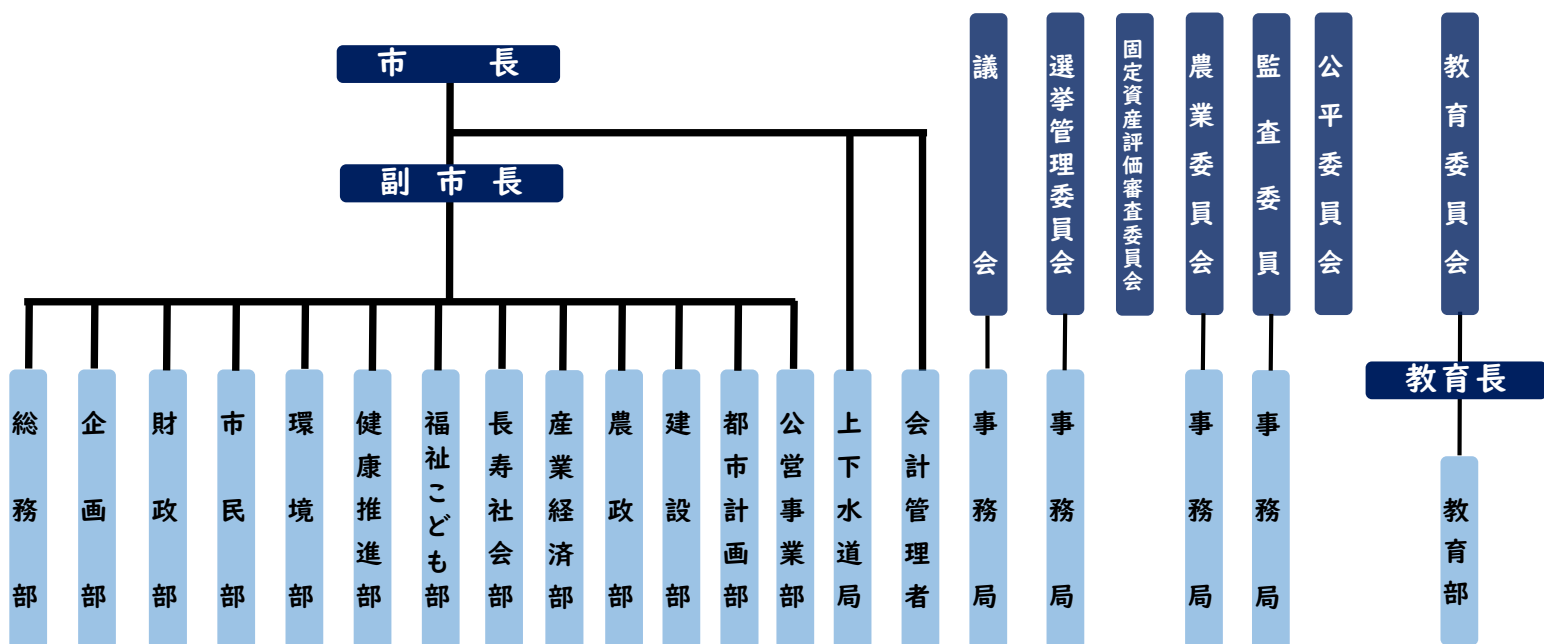 市長
副市長
総務部
企画部
財政部
市民部
環境部
健康推進部
福祉こども部
長寿社会部
産業経済部
農政部
建設部
都市計画部
公営事業部
上下水道局
会計管理者
議会
事務局
選挙管理委員会
事務局
固定資産評価審査委員会
農業委員会
事務局
監査委員
事務局
公平委員会
教育委員会
教育長
教育部